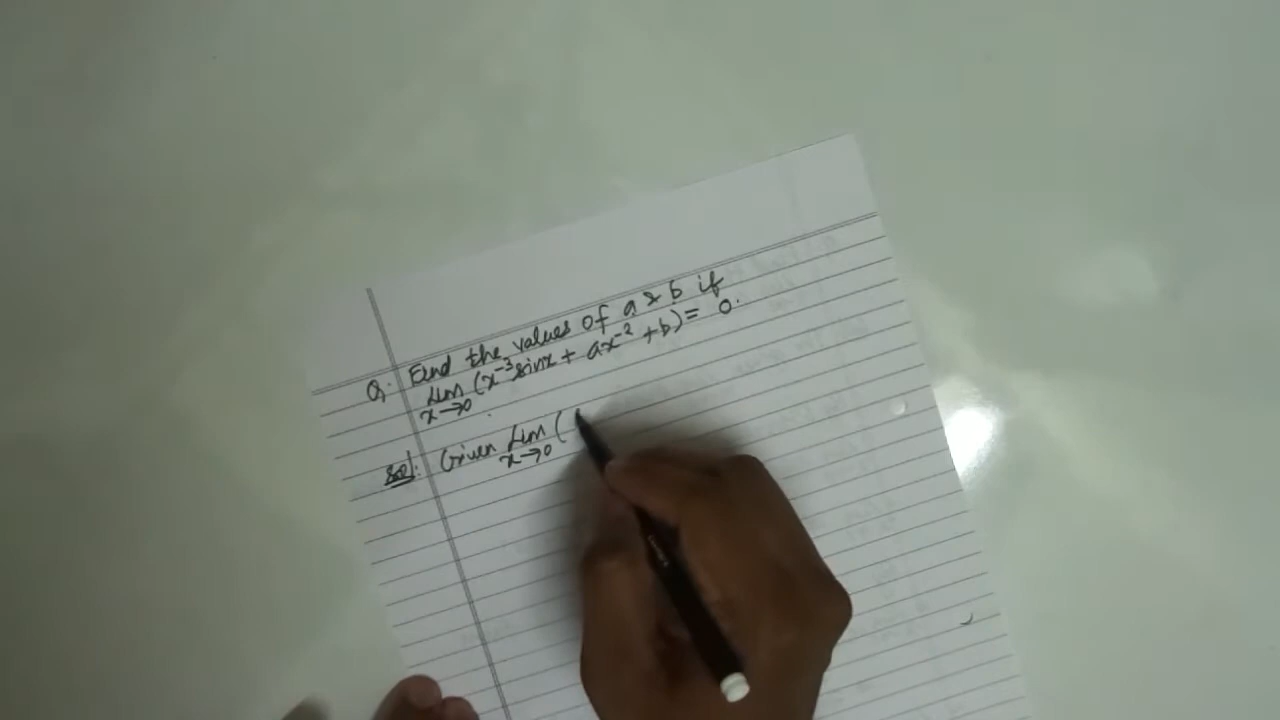 Q. Find the values of a & b if
Lim x→0 (x⁻³ sinx + ax⁻² + b) = 0.
Sol: Given Lim x→0 (